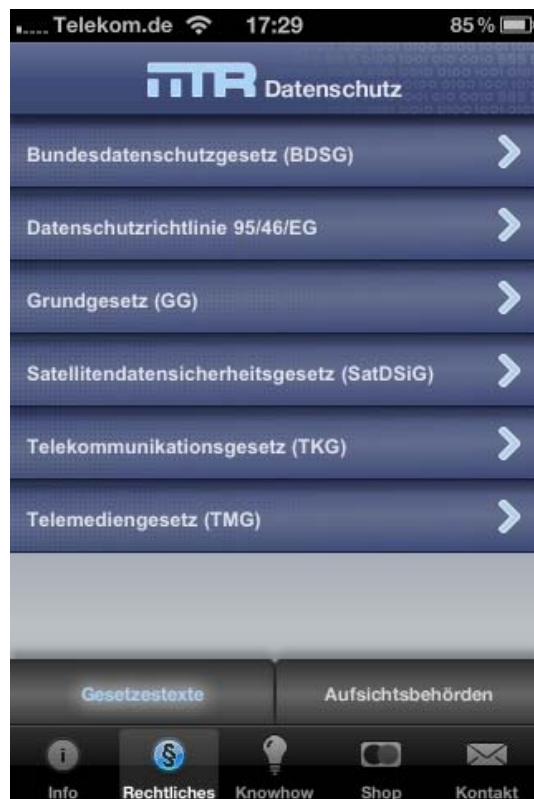 Telekom.de 17:29 85 %
Datenschutz
Bundesdatenschutzgesetz (BDSG)
Datenschutzrichtlinie 95/46/EG
Grundgesetz (GG)
Satellitendatensicherheitsgesetz (SatDSiG)
Telekommunikationsgesetz (TKG)
Telemediengesetz (TMG)
Gesetzestexte Aufsichtsbehörden
Info Rechtliches Knowhow Shop Kontakt